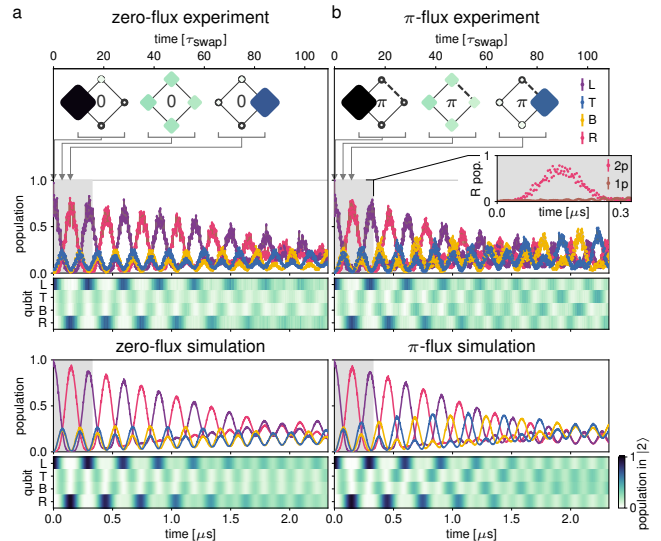 a
zero-flux experiment
time [τswap]
0 20 40 60 80 100
0 0 0
1.0
0.5
0.0
population
L
T
B
R
qubit
zero-flux simulation
1.0
0.5
0.0
population
L
T
B
R
qubit
0.0 0.5 1.0 1.5 2.0
time [μs]
b
π-flux experiment
time [τswap]
0 20 40 60 80 100
π π π
L
T
B
R
1
0
R pop.
2p
1p
0 0.3
time [μs]
π-flux simulation
0.0 0.5 1.0 1.5 2.0
time [μs]
1
0
population in |2⟩